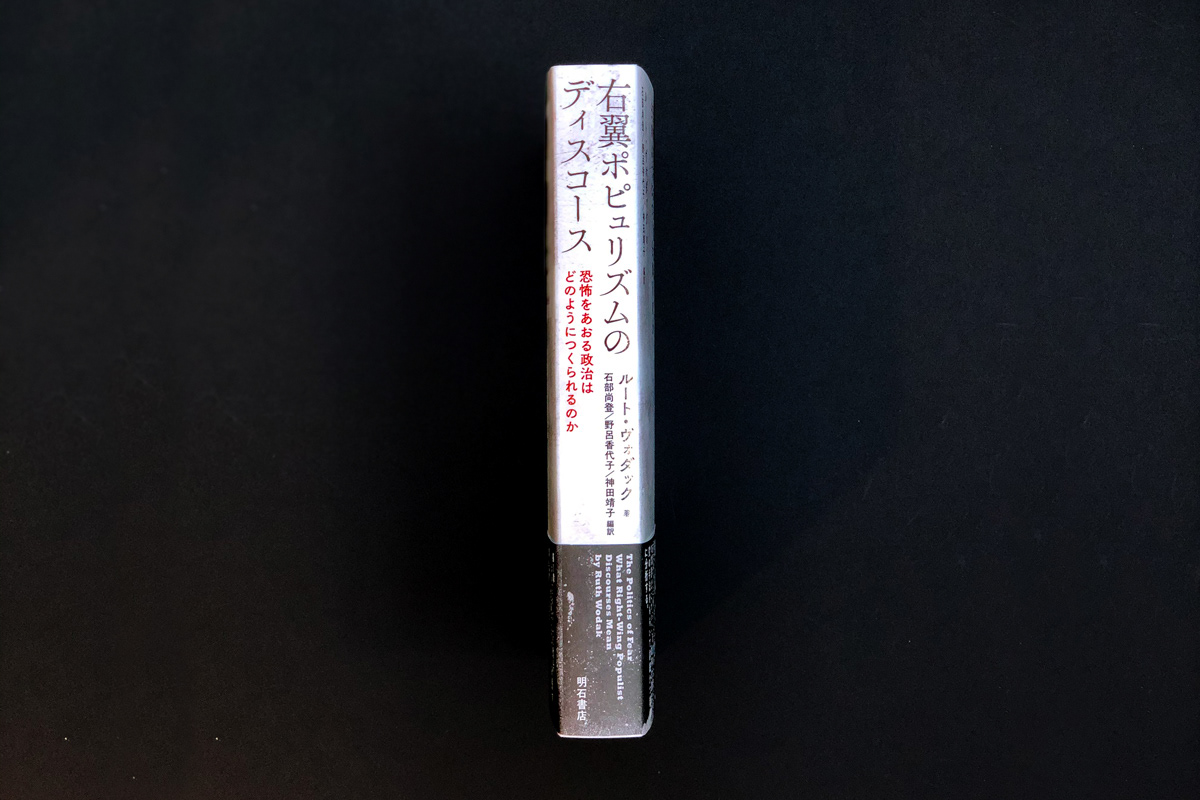 右翼ポピュリズムの
ディスコース
恐怖をあおる政治は
どのようにつくられるのか
ルート・ヴォダック 著
石部尚登/野呂香代子/神田靖子 編訳
The Politics of Fear
What Right-Wing Populist
Discourses Mean
by Ruth Wodak
明石書店